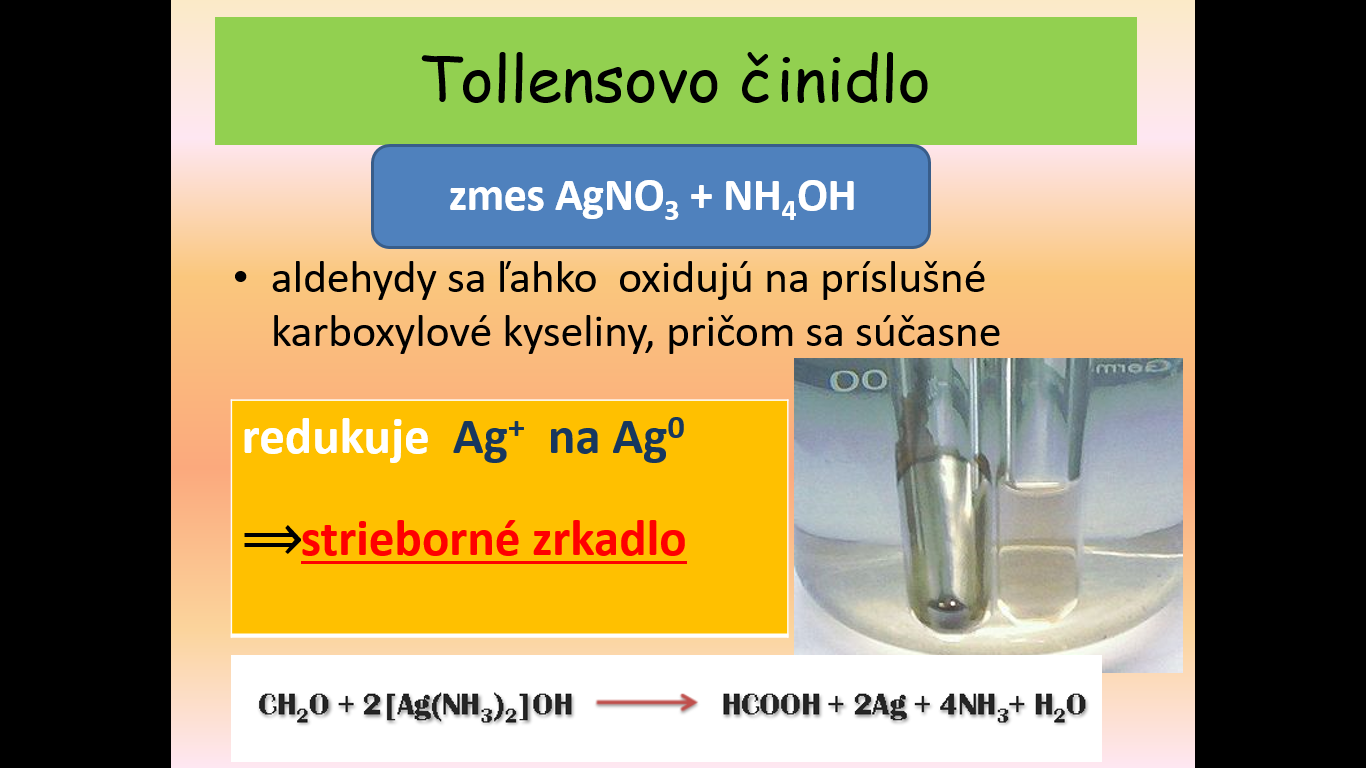 Tollensovo činidlo
zmes AgNO₃ + NH₄OH
• aldehydy sa ľahko oxidujú na príslušné
karboxylové kyseliny, pričom sa súčasne
redukuje Ag⁺ na Ag⁰
⟹strieborné zrkadlo
CH₂O + 2[Ag(NH₃)₂]OH ⟶ HCOOH + 2Ag + 4NH₃+ H₂O